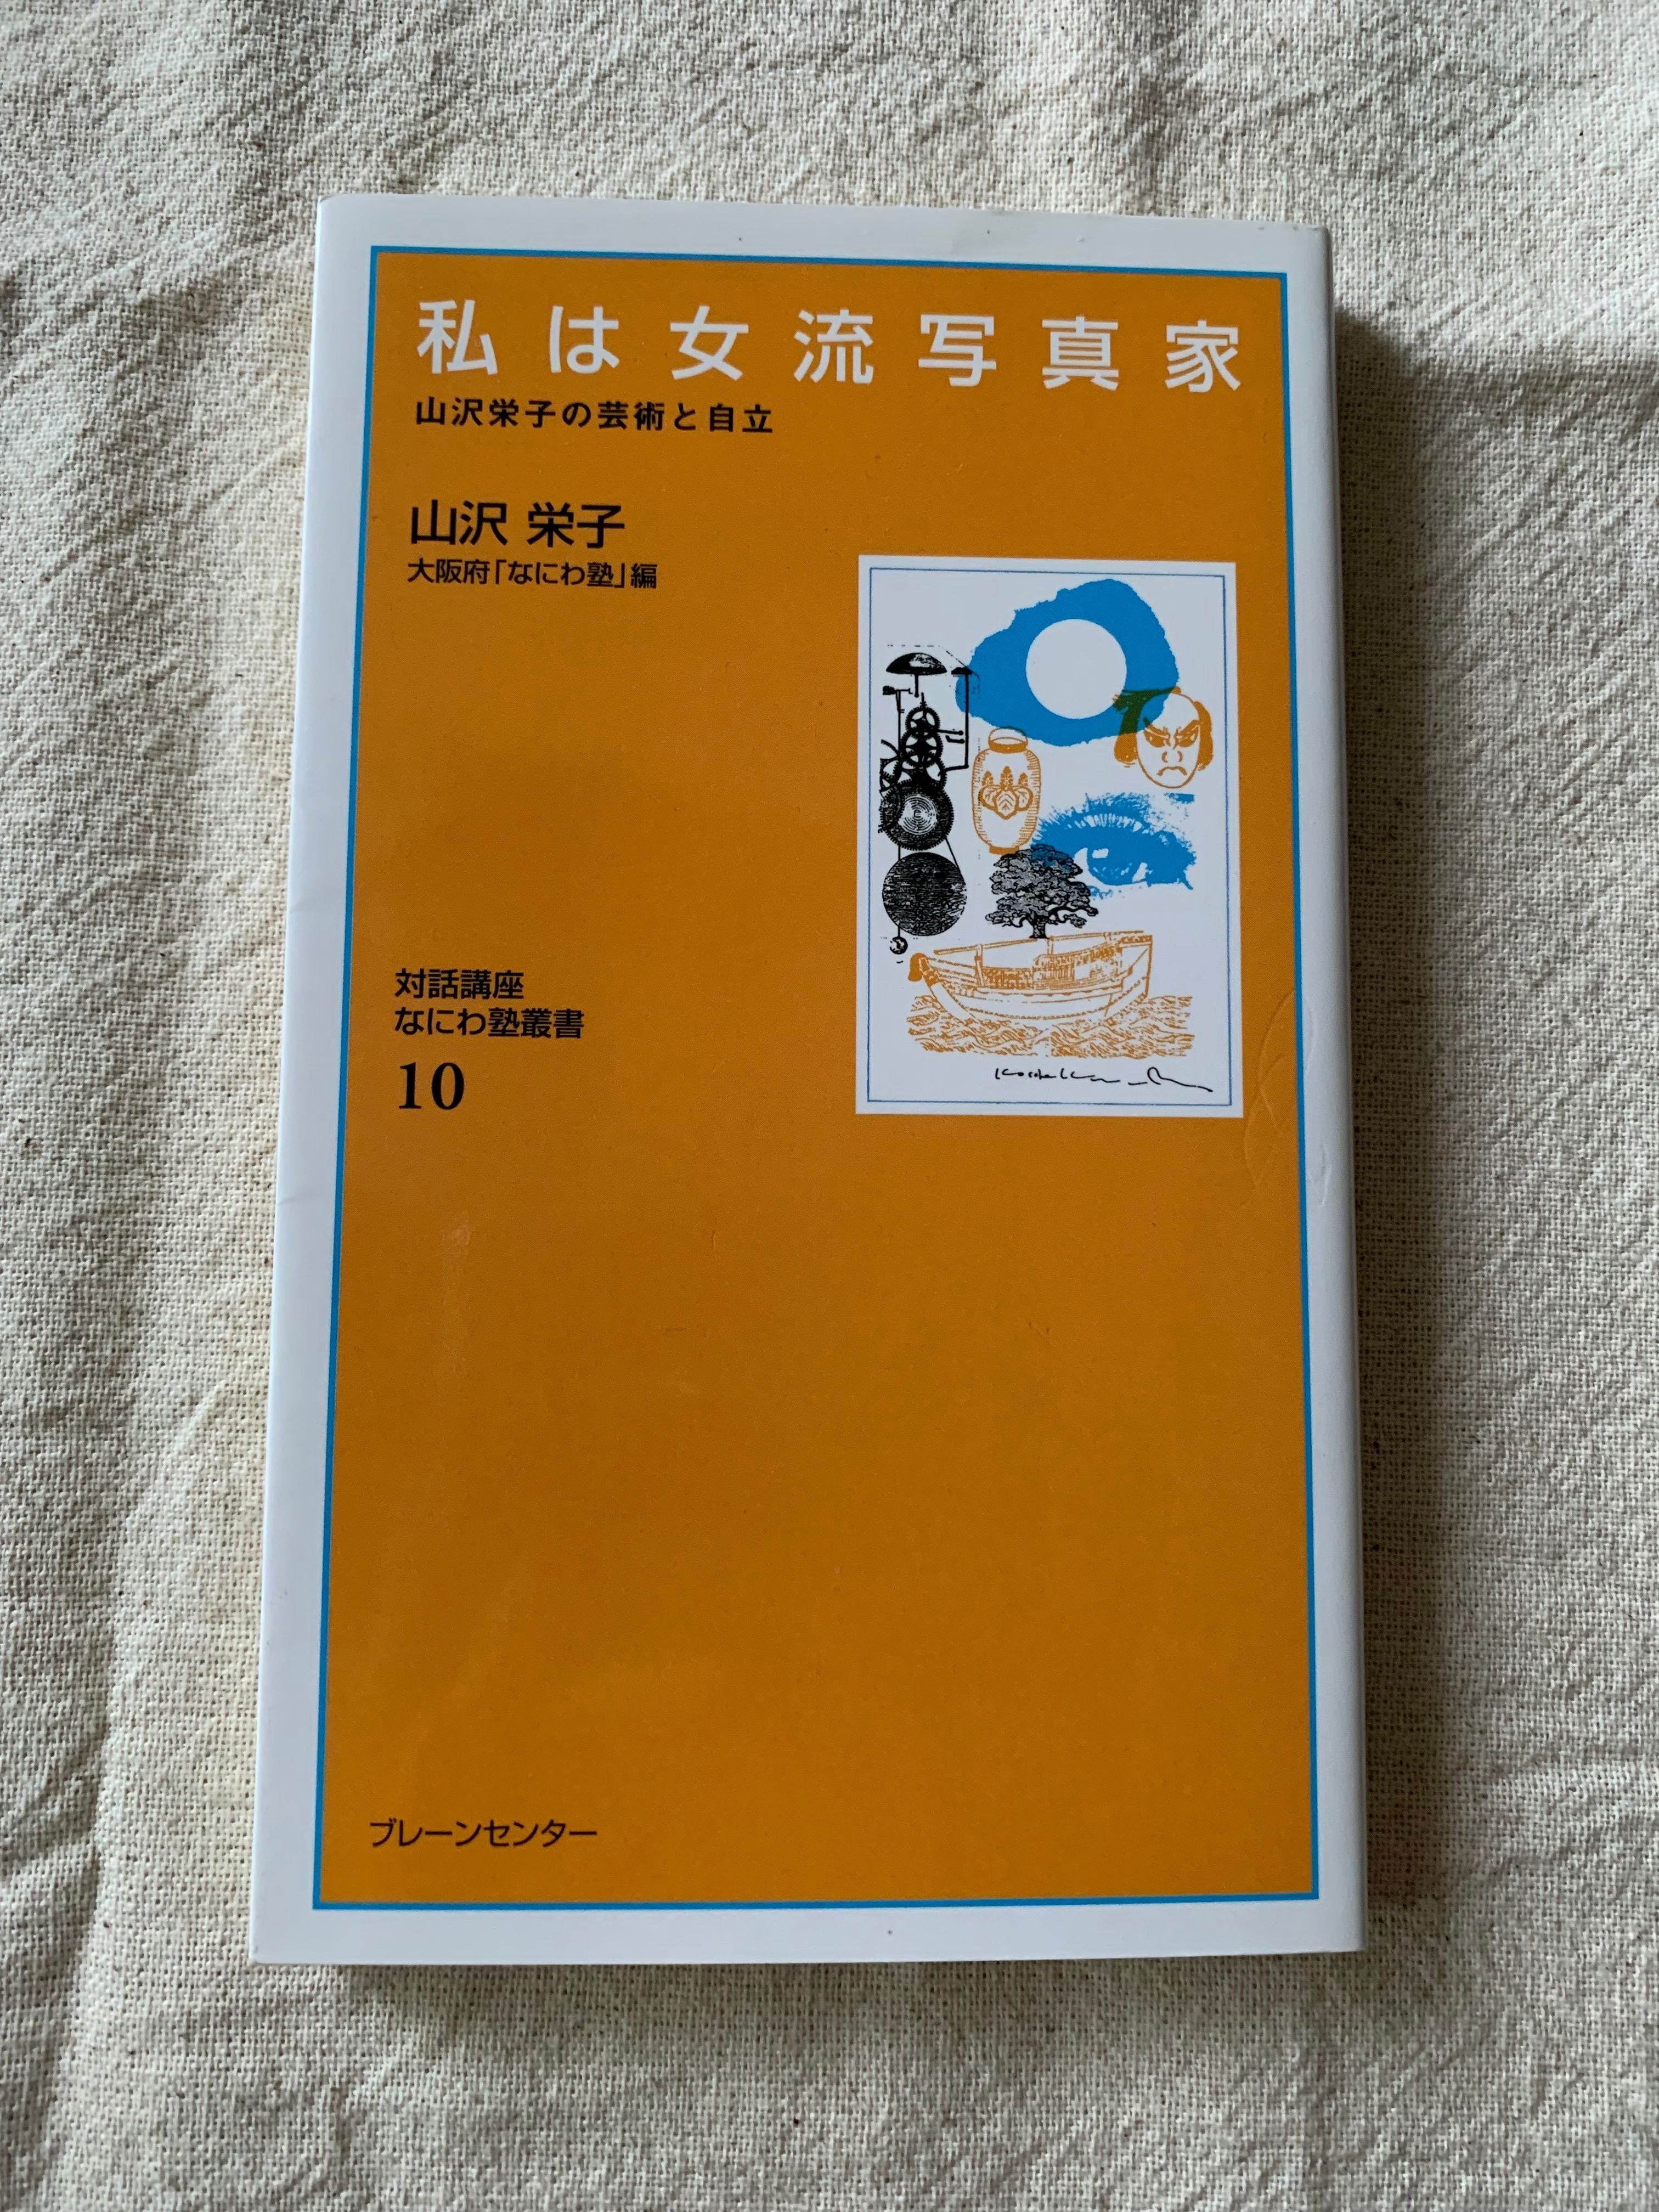 私は女流写真家
山沢栄子の芸術と自立
山沢 栄子
大阪府「なにわ塾」編
対話講座
なにわ塾叢書
10
ブレーンセンター